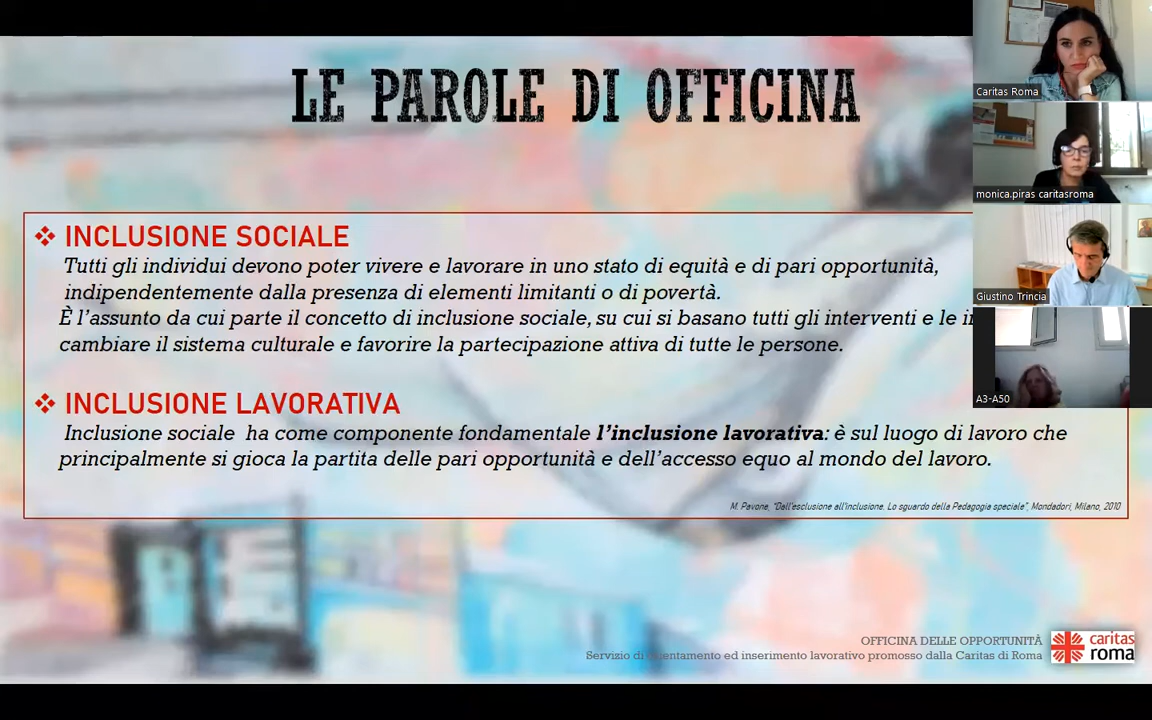 LE PAROLE DI OFFICINA
❖ INCLUSIONE SOCIALE
Tutti gli individui devono poter vivere e lavorare in uno stato di equità e di pari opportunità,
indipendentemente dalla presenza di elementi limitanti o di povertà.
È l'assunto da cui parte il concetto di inclusione sociale, su cui si basano tutti gli interventi e le
cambiare il sistema culturale e favorire la partecipazione attiva di tutte le persone.
❖ INCLUSIONE LAVORATIVA
Inclusione sociale ha come componente fondamentale l'inclusione lavorativa: è sul luogo di lavoro che
principalmente si gioca la partita delle pari opportunità e dell'accesso equo al mondo del lavoro.
M. Pavone, "Dall'esclusione all'inclusione. Lo sguardo della Pedagogia speciale", Mondadori, Milano, 2010
OFFICINA DELLE OPPORTUNITÀ
Servizio di entamento ed inserimento lavorativo promosso dalla Caritas di Roma
caritas
roma
Caritas Roma
monica.piras caritasroma
Giustino Trincia
A3-A50